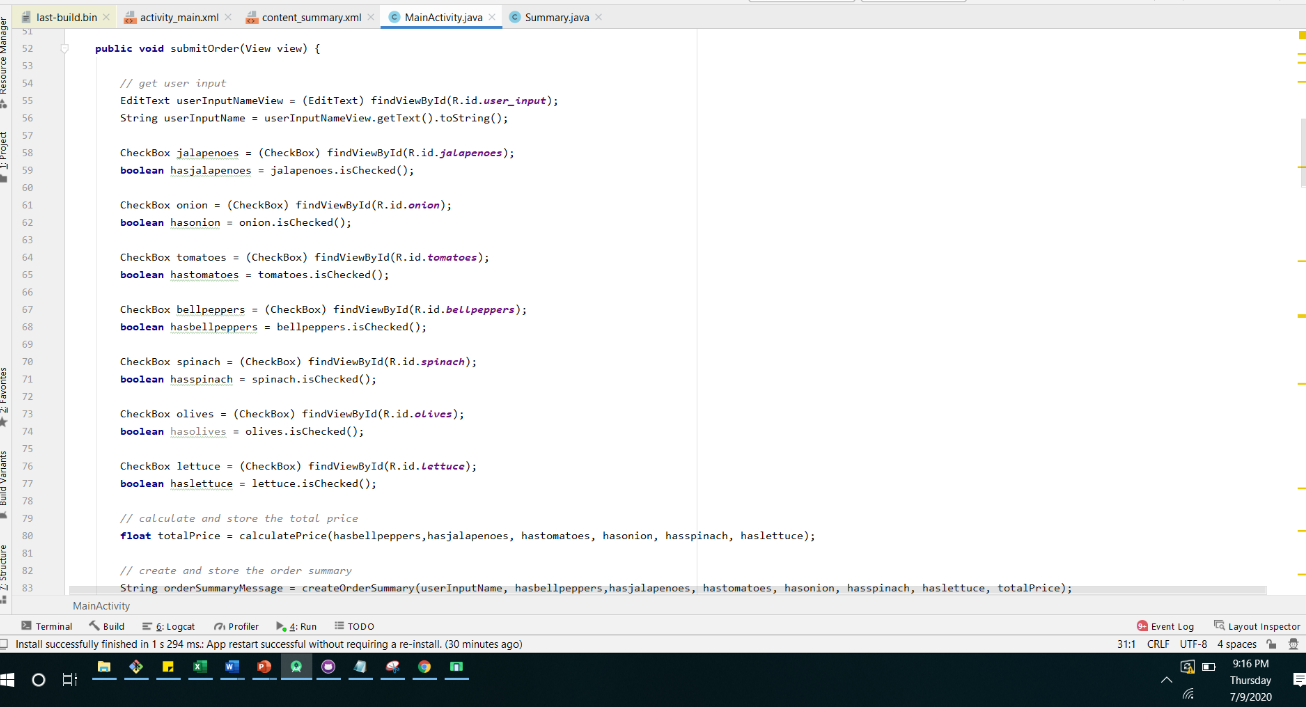 last-build.bin
activity_main.xml
content_summary.xml
MainActivity.java
Summary.java
Resource Manager
1: Project
2: Favorites
Build Variants
Z: Structure
51
52 public void submitOrder(View view) {
53
54 // get user input
55 EditText userInputNameView = (EditText) findViewById(R.id.user_input);
56 String userInputName = userInputNameView.getText().toString();
57
58 CheckBox jalapenoes = (CheckBox) findViewById(R.id.jalapenoes);
59 boolean hasjalapenoes = jalapenoes.isChecked();
60
61 CheckBox onion = (CheckBox) findViewById(R.id.onion);
62 boolean hasonion = onion.isChecked();
63
64 CheckBox tomatoes = (CheckBox) findViewById(R.id.tomatoes);
65 boolean hastomatoes = tomatoes.isChecked();
66
67 CheckBox bellpeppers = (CheckBox) findViewById(R.id.bellpeppers);
68 boolean hasbellpeppers = bellpeppers.isChecked();
69
70 CheckBox spinach = (CheckBox) findViewById(R.id.spinach);
71 boolean hasspinach = spinach.isChecked();
72
73 CheckBox olives = (CheckBox) findViewById(R.id.olives);
74 boolean hasolives = olives.isChecked();
75
76 CheckBox lettuce = (CheckBox) findViewById(R.id.lettuce);
77 boolean haslettuce = lettuce.isChecked();
78
79 // calculate and store the total price
80 float totalPrice = calculatePrice(hasbellpeppers,hasjalapenoes, hastomatoes, hasonion, hasspinach, haslettuce);
81
82 // create and store the order summary
83 String orderSummaryMessage = createOrderSummary(userInputName, hasbellpeppers,hasjalapenoes, hastomatoes, hasonion, hasspinach, haslettuce, totalPrice);
MainActivity
Terminal Build 6: Logcat Profiler 4: Run TODO 9+ Event Log Layout Inspector
Install successfully finished in 1 s 294 ms.: App restart successful without requiring a re-install. (30 minutes ago) 31:1 CRLF UTF-8 4 spaces
9:16 PM
Thursday
7/9/2020